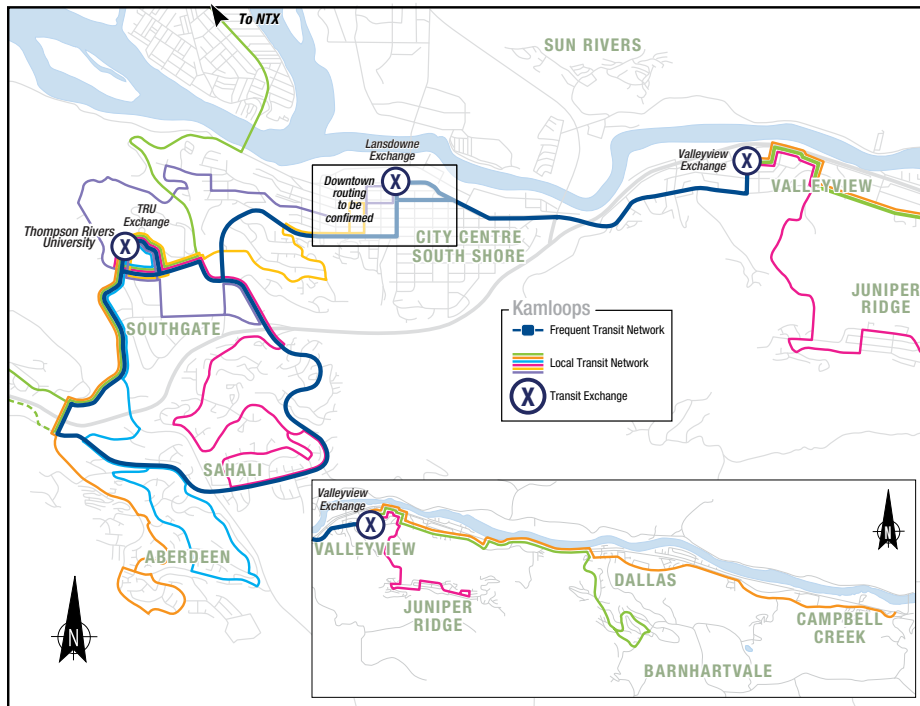 To NTX
SUN RIVERS
Lansdowne
Exchange
Valleyview
Exchange
X
X
Downtown
routing
to be
confirmed
VALLEYVIEW
TRU
Exchange
Thompson Rivers
University
X
CITY CENTRE
SOUTH SHORE
JUNIPER
RIDGE
SOUTHGATE
Kamloops
Frequent Transit Network
Local Transit Network
X
Transit Exchange
SAHALI
ABERDEEN
N
Valleyview
Exchange
X
VALLEYVIEW
N
DALLAS
JUNIPER
RIDGE
CAMPBELL
CREEK
BARNHARTVALE